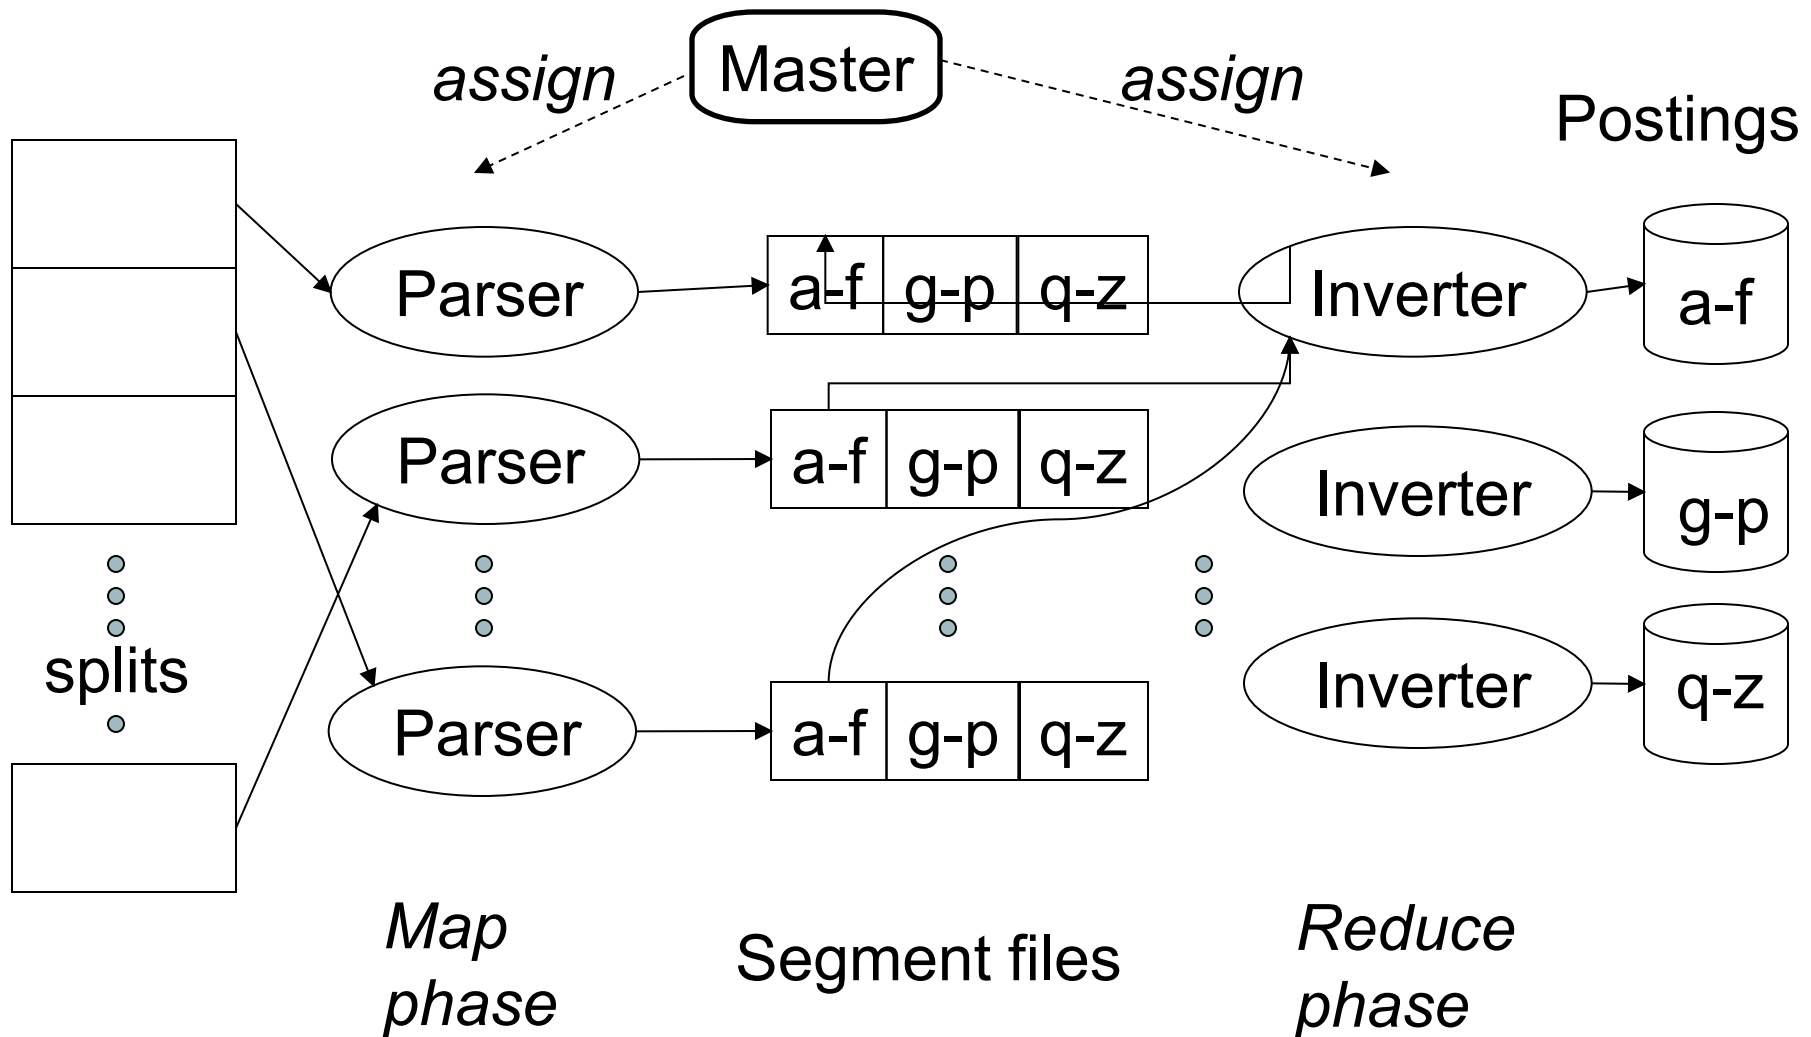 Master
assign
assign
Postings
Parser
a-f g-p q-z
Inverter
a-f
Parser
a-f g-p q-z
Inverter
g-p
splits
Parser
a-f g-p q-z
Inverter
q-z
Map
phase
Segment files
Reduce
phase